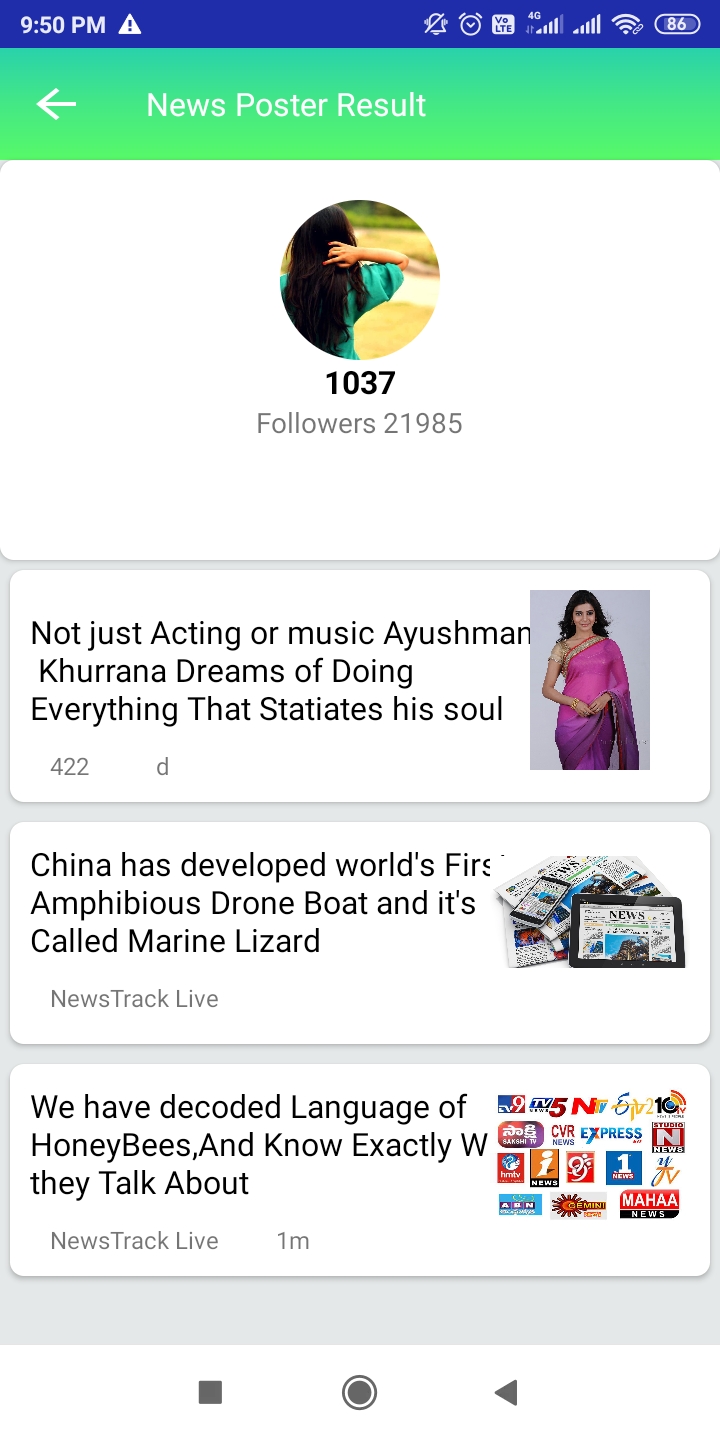 9:50 PM
Vo LTE 4G 86
News Poster Result
1037
Followers 21985
Not just Acting or music Ayushman
Khurrana Dreams of Doing
Everything That Statiates his soul
422 d
China has developed world's Firs
Amphibious Drone Boat and it's
Called Marine Lizard
NEWS
NewsTrack Live
We have decoded Language of
HoneyBees,And Know Exactly W
they Talk About
TV9 TV5 NEWS NTV 10TV
సాక్షి SAKSHI TV CVR NEWS EXPRESS STUDIO N NEWS
hmtv i NEWS 1 NEWS
ABN GEMINI MAHAA NEWS
NewsTrack Live 1m